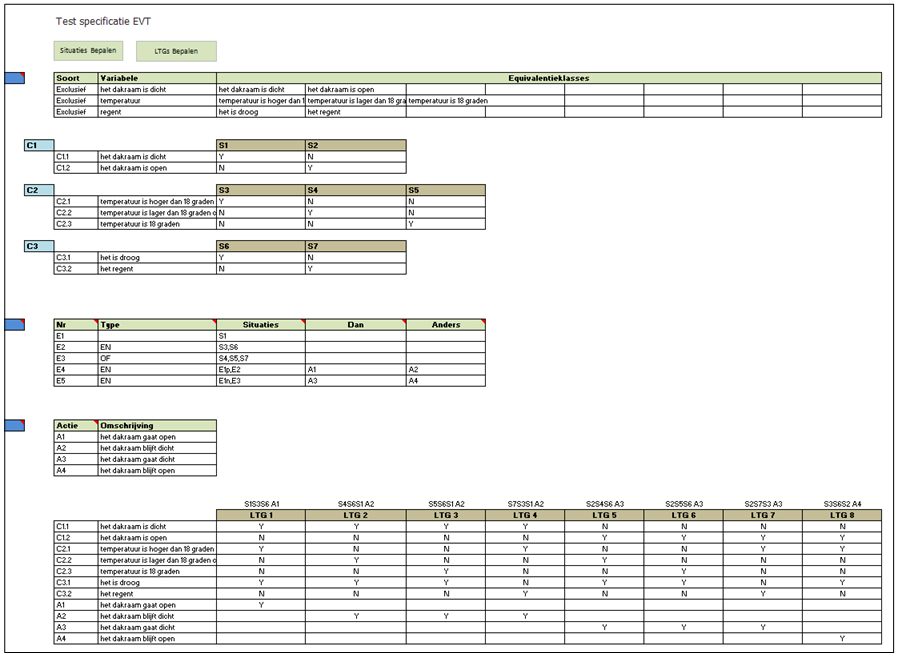 Test specificatie EVT
Situaties Bepalen LTGs Bepalen
Soort Variabele Equivalentieklasses
Exclusief het dakraam is dicht het dakraam is dicht het dakraam is open
Exclusief temperatuur temperatuur is hoger dan 1 temperatuur is lager dan 18 gra temperatuur is 18 graden
Exclusief regent het is droog het regent
C1 S1 S2
C1.1 het dakraam is dicht Y N
C1.2 het dakraam is open N Y
C2 S3 S4 S5
C2.1 temperatuur is hoger dan 18 graden Y N N
C2.2 temperatuur is lager dan 18 graden o N Y N
C2.3 temperatuur is 18 graden N N Y
C3 S6 S7
C3.1 het is droog Y N
C3.2 het regent N Y
Nr Type Situaties Dan Anders
E1 S1
E2 EN S3,S6
E3 OF S4,S5,S7
E4 EN E1p,E2 A1 A2
E5 EN E1n,E3 A3 A4
Actie Omschrijving
A1 het dakraam gaat open
A2 het dakraam blijft dicht
A3 het dakraam gaat dicht
A4 het dakraam blijft open
S1S3S6 A1 S4S6S1 A2 S5S6S1 A2 S7S3S1 A2 S2S4S6 A3 S2S5S6 A3 S2S7S3 A3 S3S6S2 A4
LTG 1 LTG 2 LTG 3 LTG 4 LTG 5 LTG 6 LTG 7 LTG 8
C1.1 het dakraam is dicht Y Y Y Y N N N N
C1.2 het dakraam is open N N N N Y Y Y Y
C2.1 temperatuur is hoger dan 18 graden Y N N Y N N Y Y
C2.2 temperatuur is lager dan 18 graden o N Y N N Y N N N
C2.3 temperatuur is 18 graden N N Y N N Y N N
C3.1 het is droog Y Y Y N Y Y N Y
C3.2 het regent N N N Y N N Y N
A1 het dakraam gaat open Y
A2 het dakraam blijft dicht Y Y Y
A3 het dakraam gaat dicht Y Y Y
A4 het dakraam blijft open Y